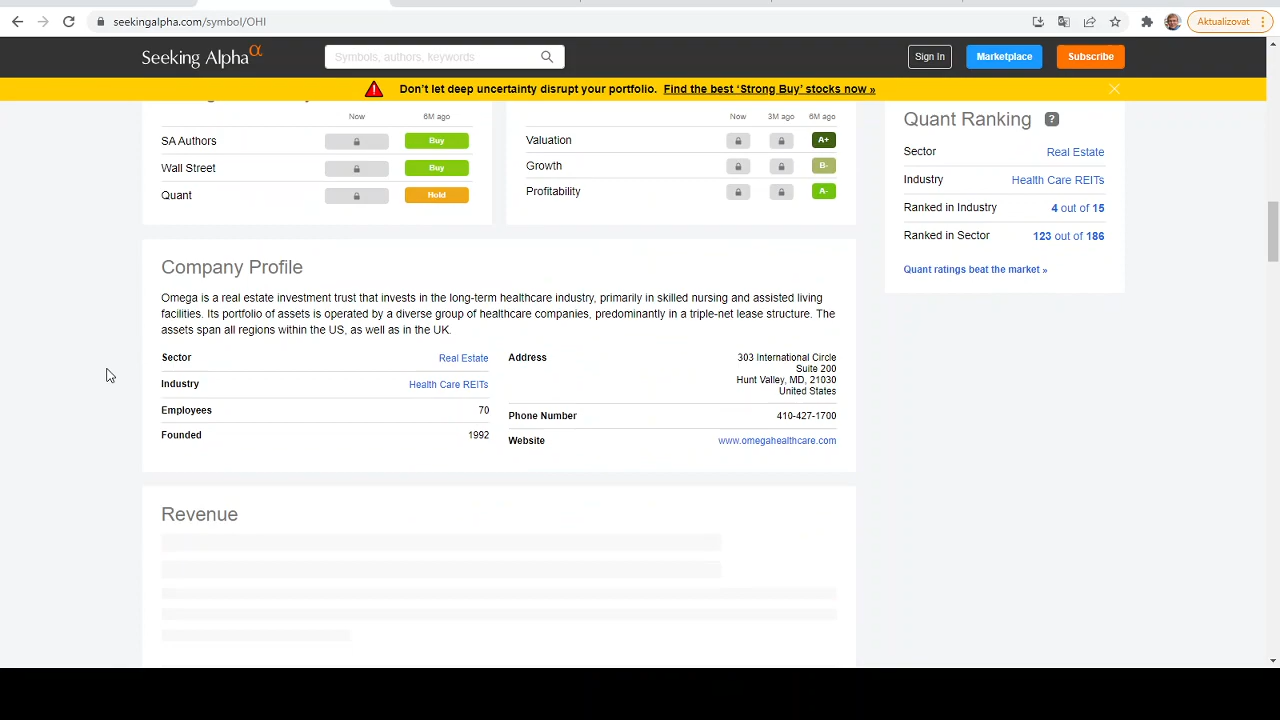 seekingalpha.com/symbol/OHI
Aktualizovat
Seeking Alpha α
Symbols, authors, keywords
Sign In
Marketplace
Subscribe
Don't let deep uncertainty disrupt your portfolio. Find the best 'Strong Buy' stocks now »
Now 6M ago
SA Authors Buy
Wall Street Buy
Quant Hold
Now 3M ago 6M ago
Valuation A+
Growth B-
Profitability A-
Quant Ranking ?
Sector Real Estate
Industry Health Care REITs
Ranked in Industry 4 out of 15
Ranked in Sector 123 out of 186
Quant ratings beat the market »
Company Profile
Omega is a real estate investment trust that invests in the long-term healthcare industry, primarily in skilled nursing and assisted living
facilities. Its portfolio of assets is operated by a diverse group of healthcare companies, predominantly in a triple-net lease structure. The
assets span all regions within the US, as well as in the UK.
Sector Real Estate
Industry Health Care REITs
Employees 70
Founded 1992
Address 303 International Circle
Suite 200
Hunt Valley, MD, 21030
United States
Phone Number 410-427-1700
Website www.omegahealthcare.com
Revenue